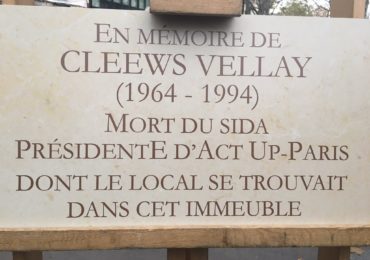 EN MÉMOIRE DE
CLEEWS VELLAY
(1964 - 1994)
MORT DU SIDA
PRÉSIDENTE D'ACT UP-PARIS
DONT LE LOCAL SE TROUVAIT
DANS CET IMMEUBLE